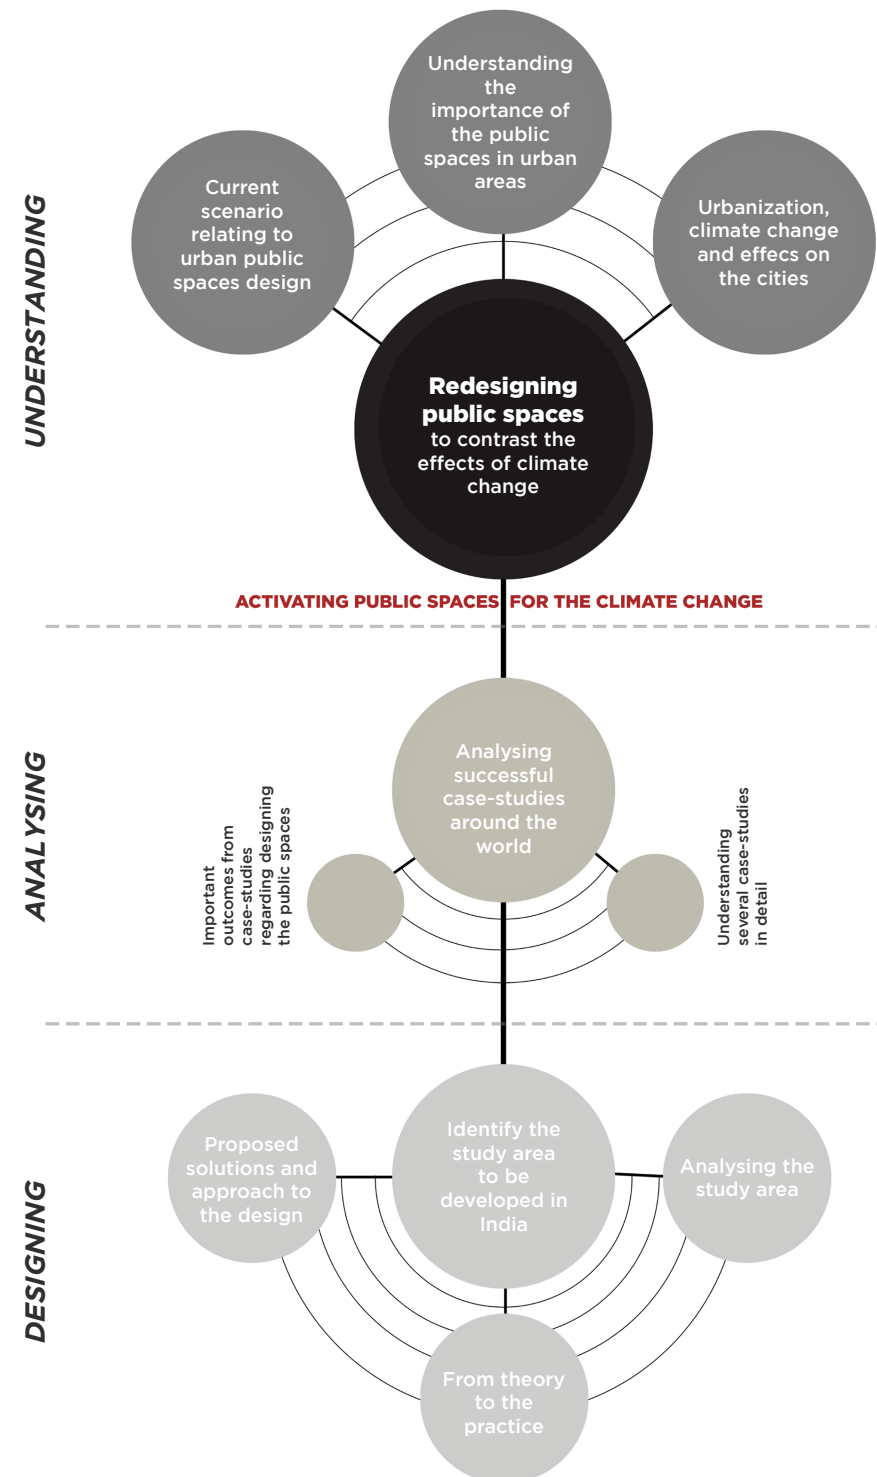 UNDERSTANDING
Understanding
the
importance of
the public
spaces in urban
areas
Current
scenario
relating to
urban public
spaces design
Urbanization,
climate change
and effecs on
the cities
Redesigning
public spaces
to contrast the
effects of climate
change
ACTIVATING PUBLIC SPACES FOR THE CLIMATE CHANGE
ANALYSING
Analysing
successful
case-studies
around the
world
Important
outcomes from
case-studies
regarding designing
the public spaces
Understanding
several case-studies
in detail
DESIGNING
Proposed
solutions and
approach to
the design
Identify the
study area
to be
developed in
India
Analysing the
study area
From theory
to the
practice